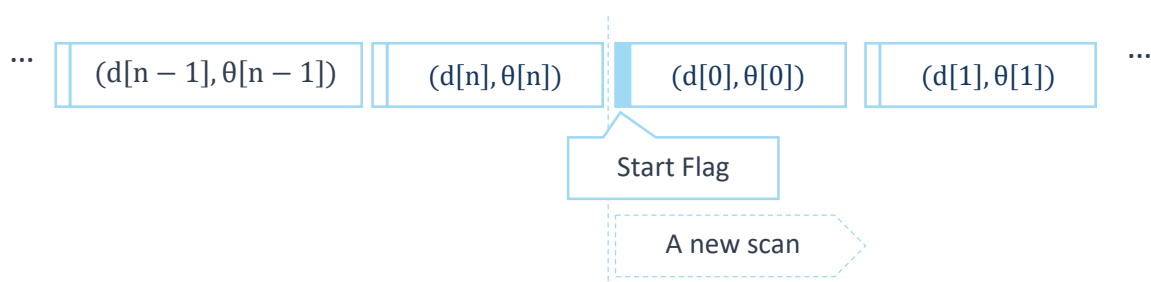 ... (d[n − 1], θ[n − 1]) (d[n], θ[n]) (d[0], θ[0]) (d[1], θ[1]) ...
Start Flag
A new scan